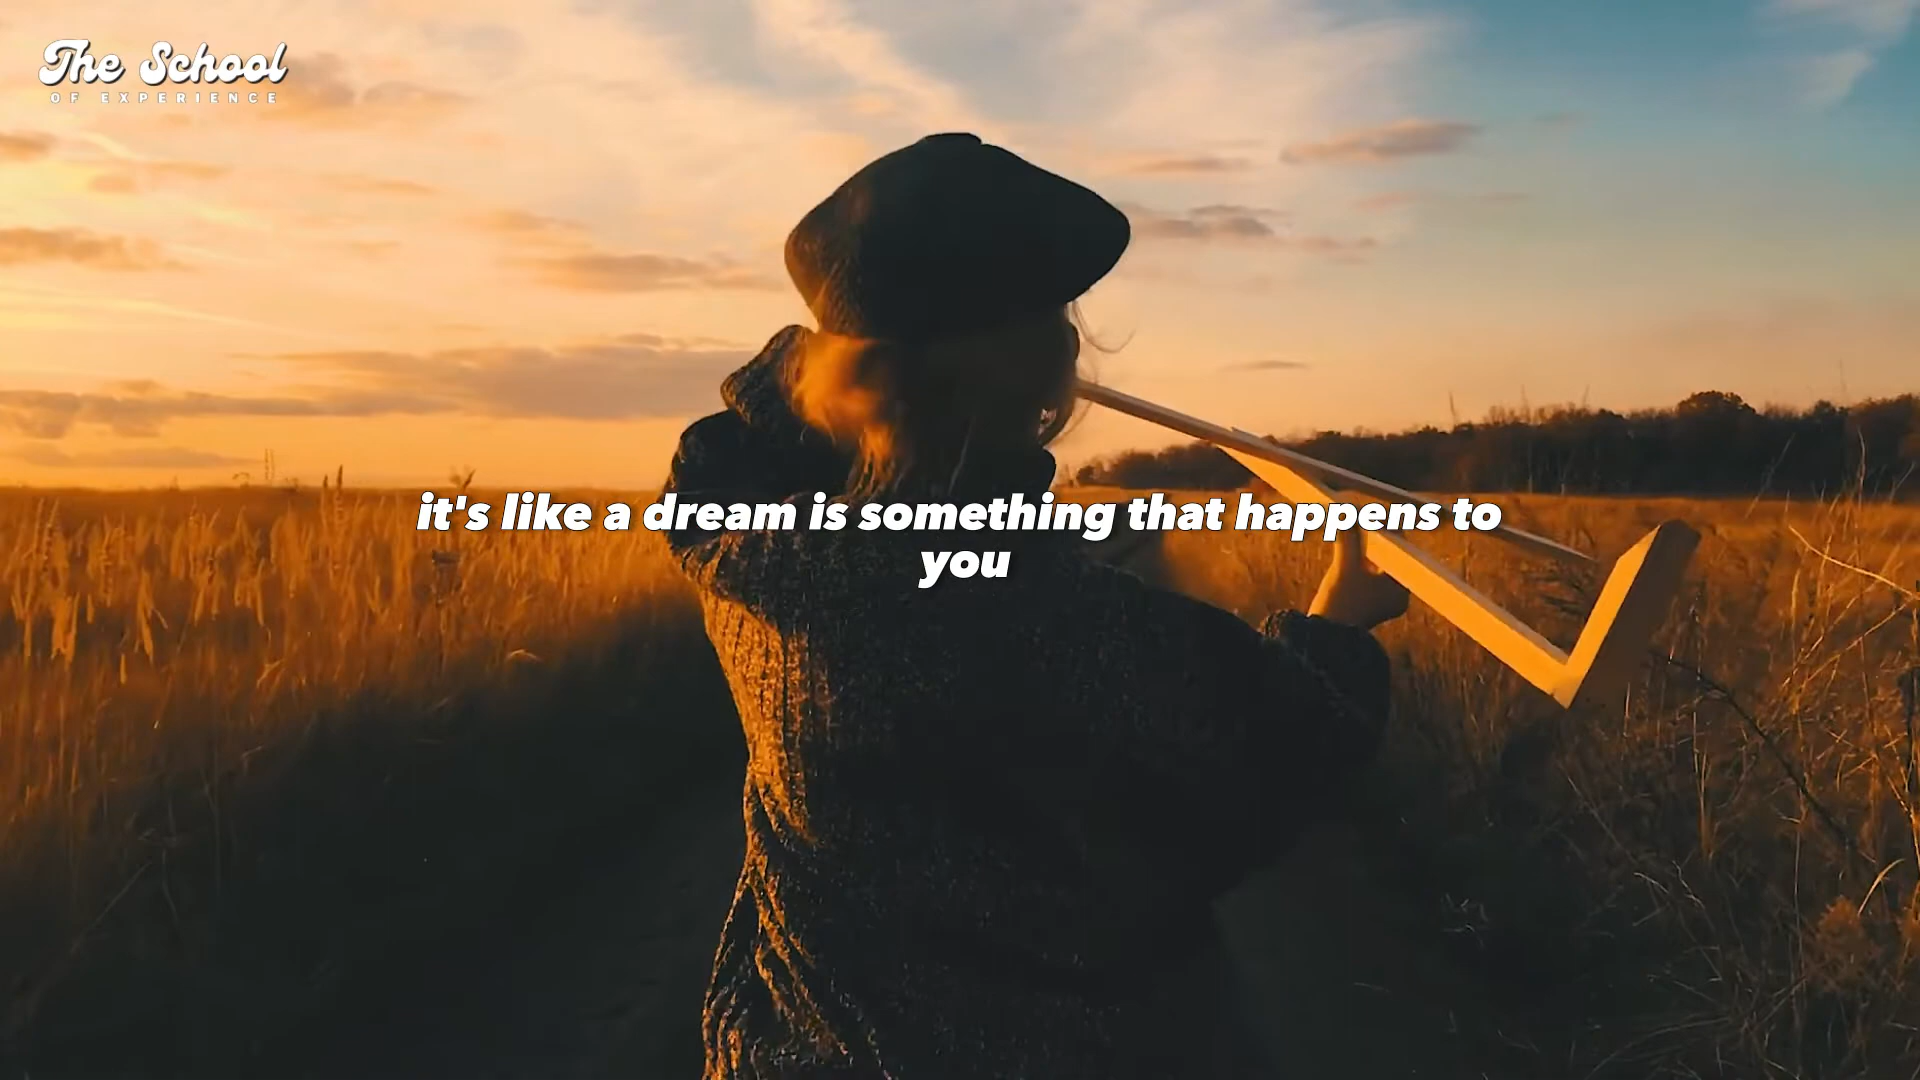 The School
OF EXPERIENCE
it's like a dream is something that happens to
you